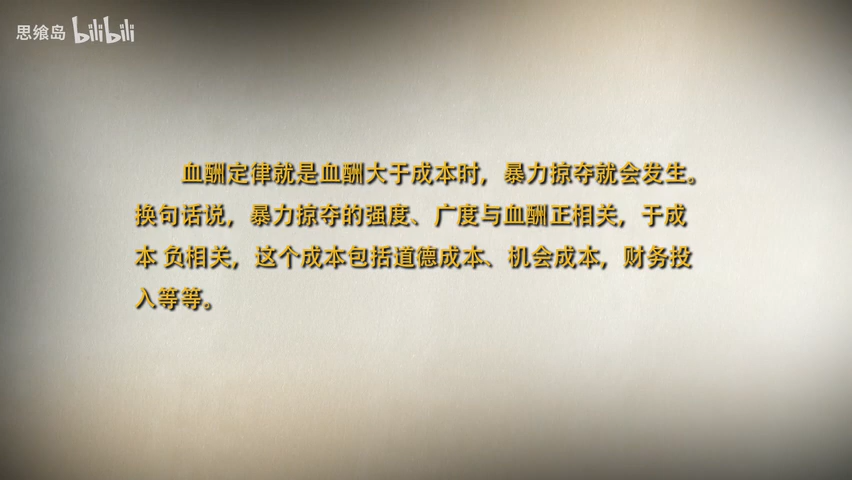 思飨岛 bilibili
血酬定律就是血酬大于成本时，暴力掠夺就会发生。
换句话说，暴力掠夺的强度、广度与血酬正相关，于成
本 负相关，这个成本包括道德成本、机会成本，财务投
入等等。